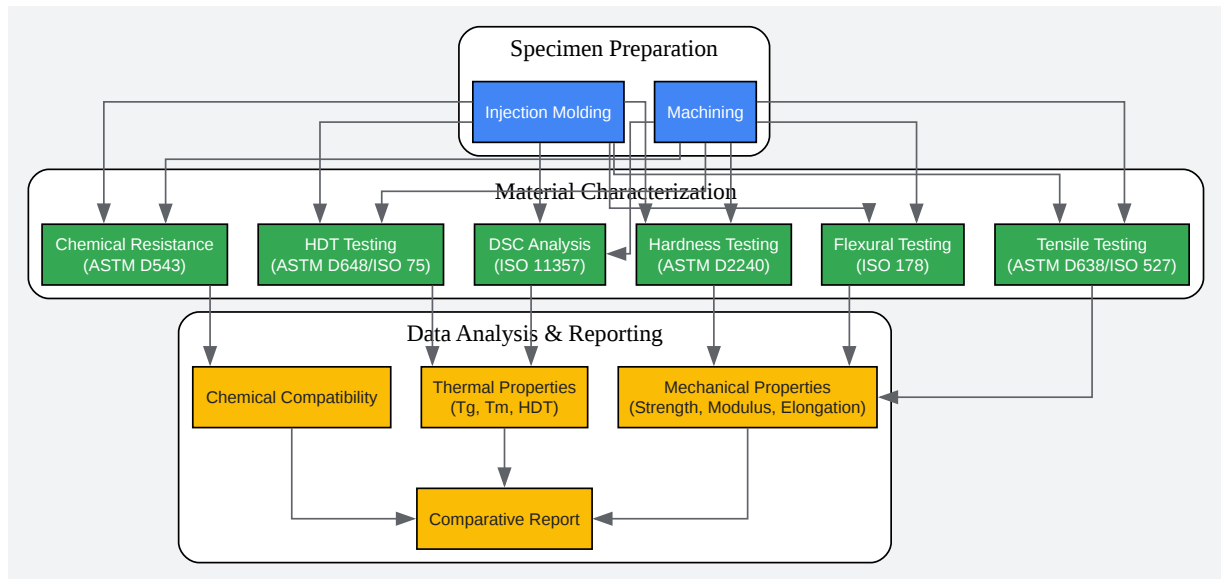 Specimen Preparation
Injection Molding
Machining
Material Characterization
Chemical Resistance
(ASTM D543)
HDT Testing
(ASTM D648/ISO 75)
DSC Analysis
(ISO 11357)
Hardness Testing
(ASTM D2240)
Flexural Testing
(ISO 178)
Tensile Testing
(ASTM D638/ISO 527)
Data Analysis & Reporting
Chemical Compatibility
Thermal Properties
(Tg, Tm, HDT)
Mechanical Properties
(Strength, Modulus, Elongation)
Comparative Report